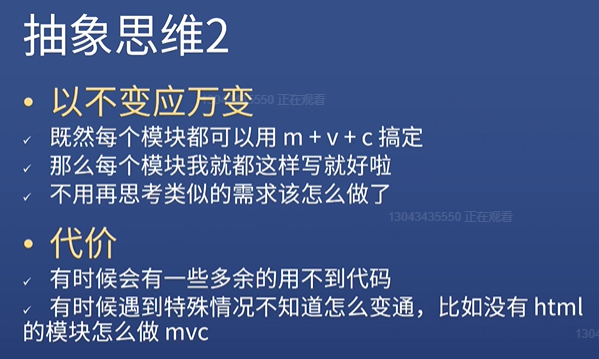 抽象思维2
• 以不变应万变
13043435550 正在观看
✓ 既然每个模块都可以用 m + v + c 搞定
✓ 那么每个模块我就都这样写就好啦
✓ 不用再思考类似的需求该怎么做了
13043435550 正在观看
• 代价
✓ 有时候会有一些多余的用不到代码
✓ 有时候遇到特殊情况不知道怎么变通，比如没有 html
的模块怎么做 mvc
1304